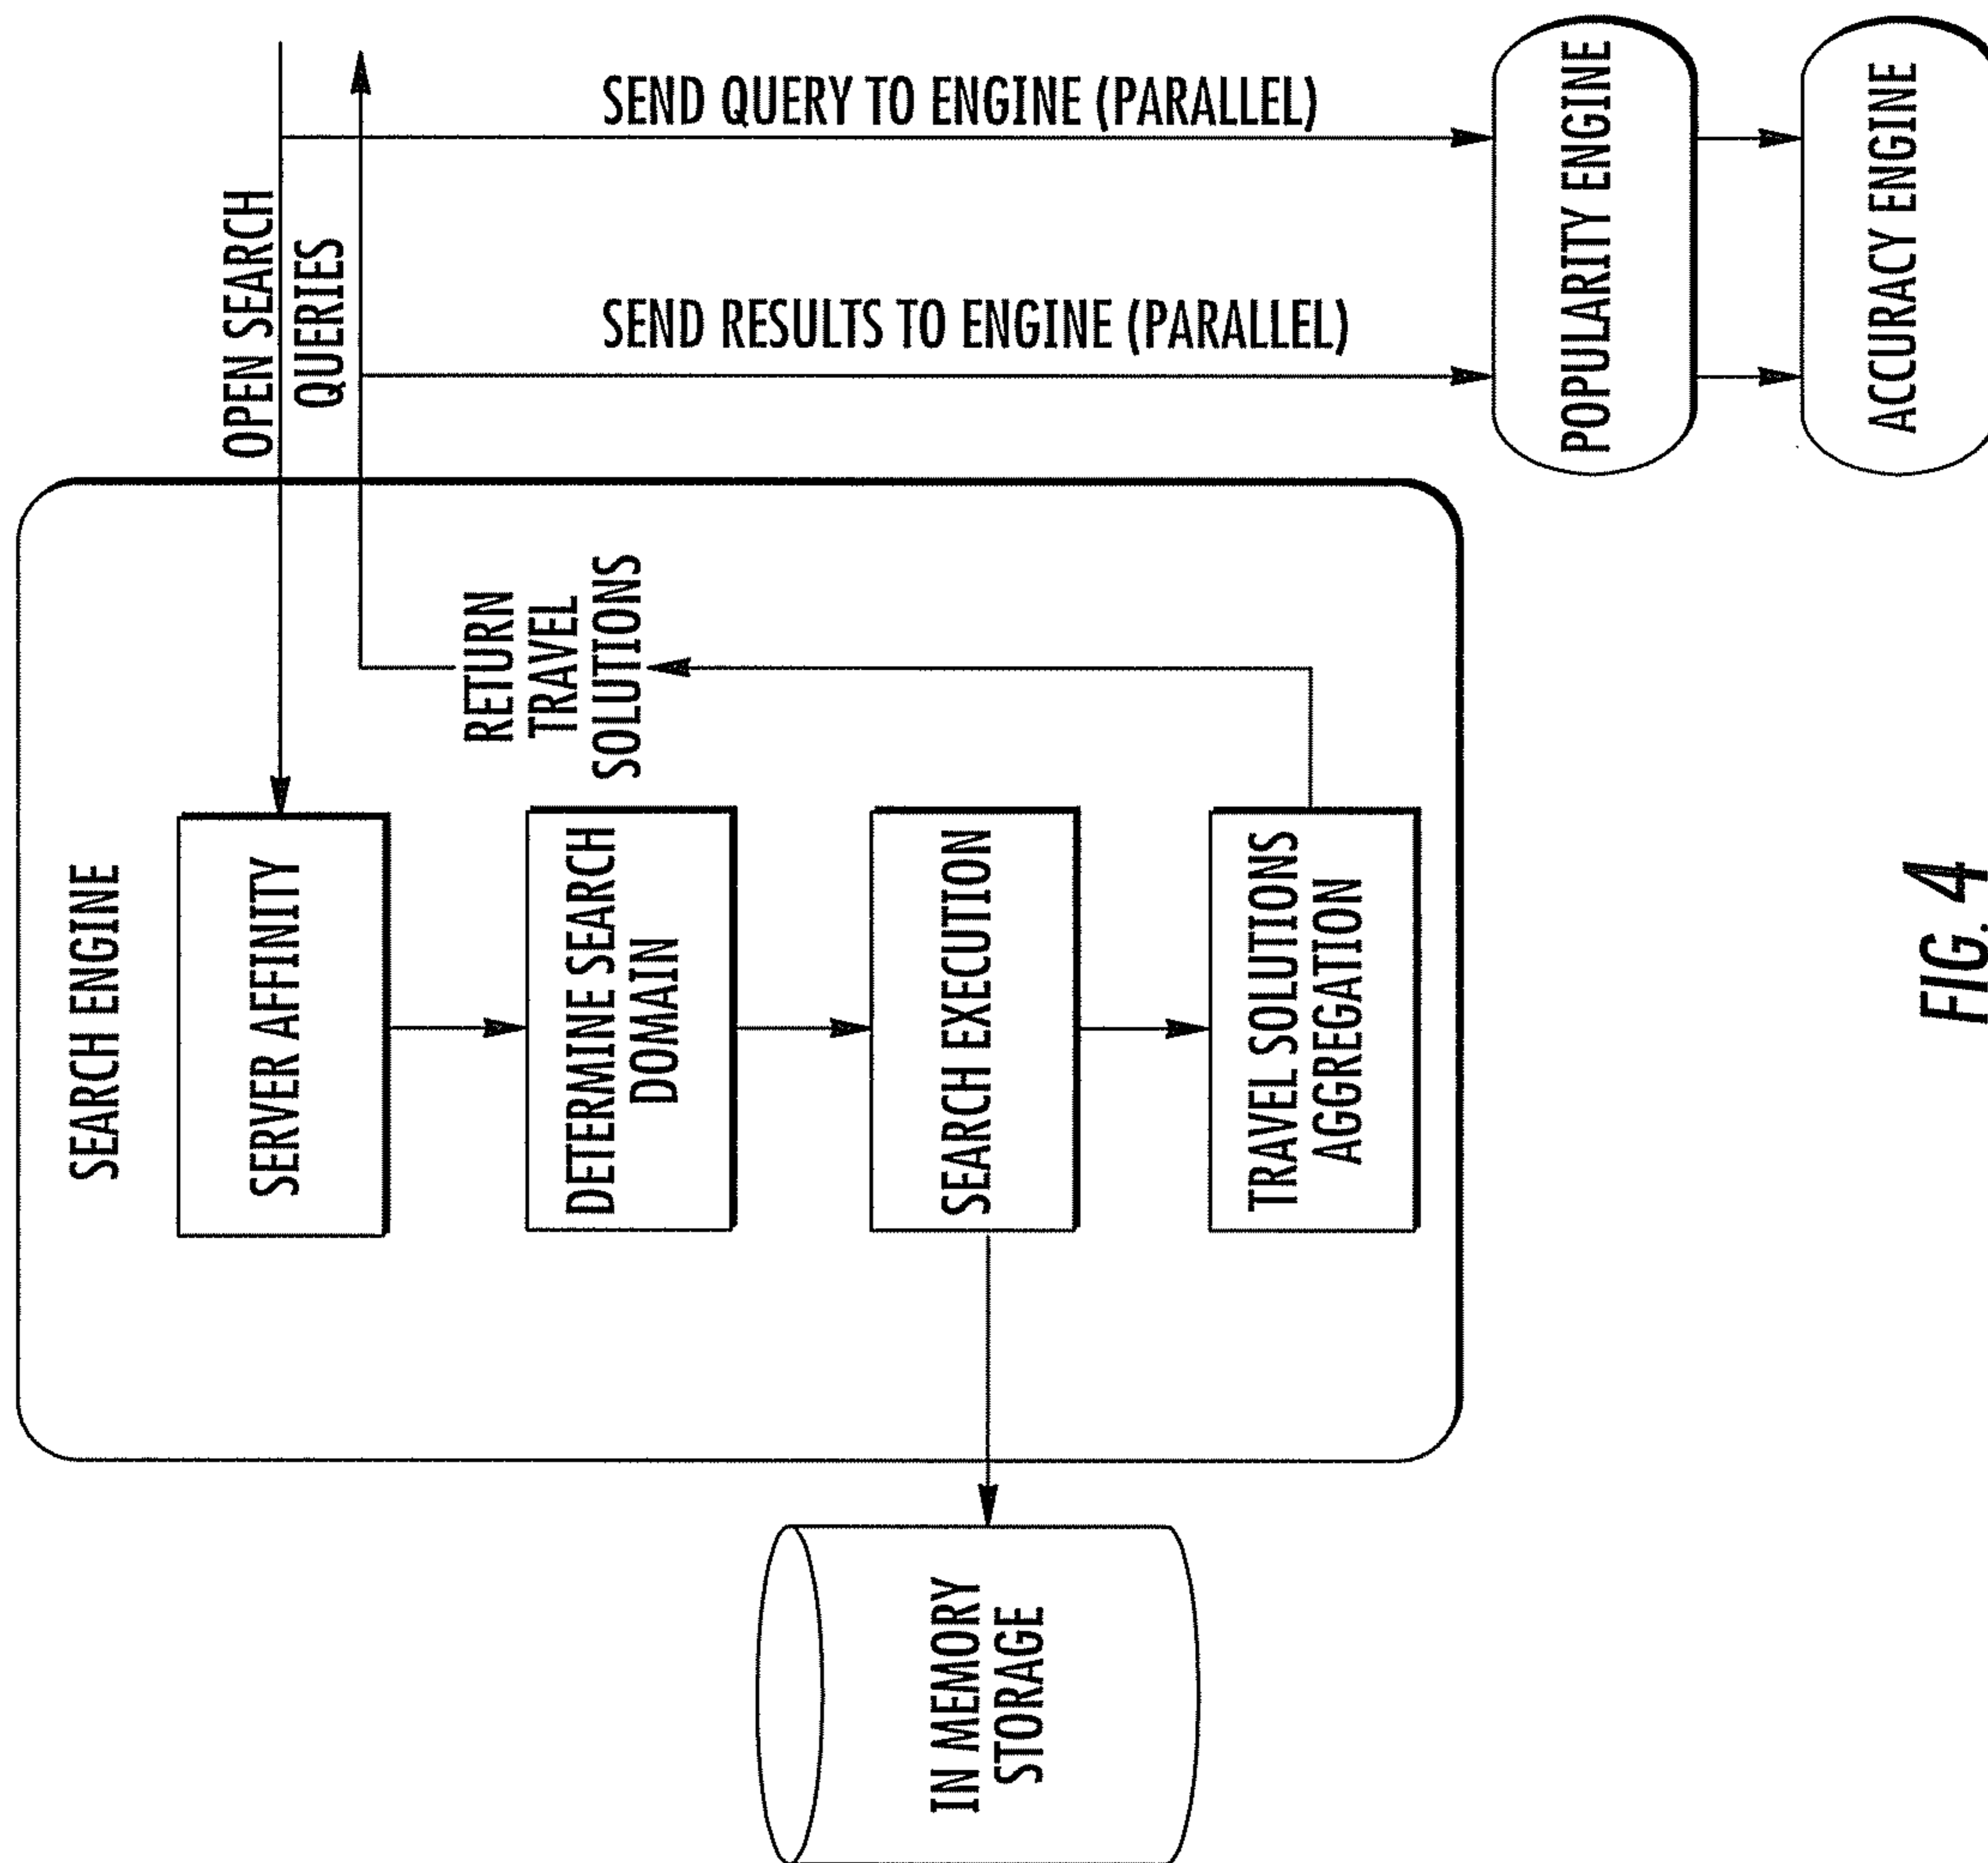 SEARCH ENGINE
SERVER AFFINITY
DETERMINE SEARCH
DOMAIN
SEARCH EXECUTION
TRAVEL SOLUTIONS
AGGREGATION
RETURN
TRAVEL
SOLUTIONS
OPEN SEARCH
QUERIES
SEND QUERY TO ENGINE (PARALLEL)
SEND RESULTS TO ENGINE (PARALLEL)
IN MEMORY
STORAGE
POPULARITY ENGINE
ACCURACY ENGINE
FIG. 4